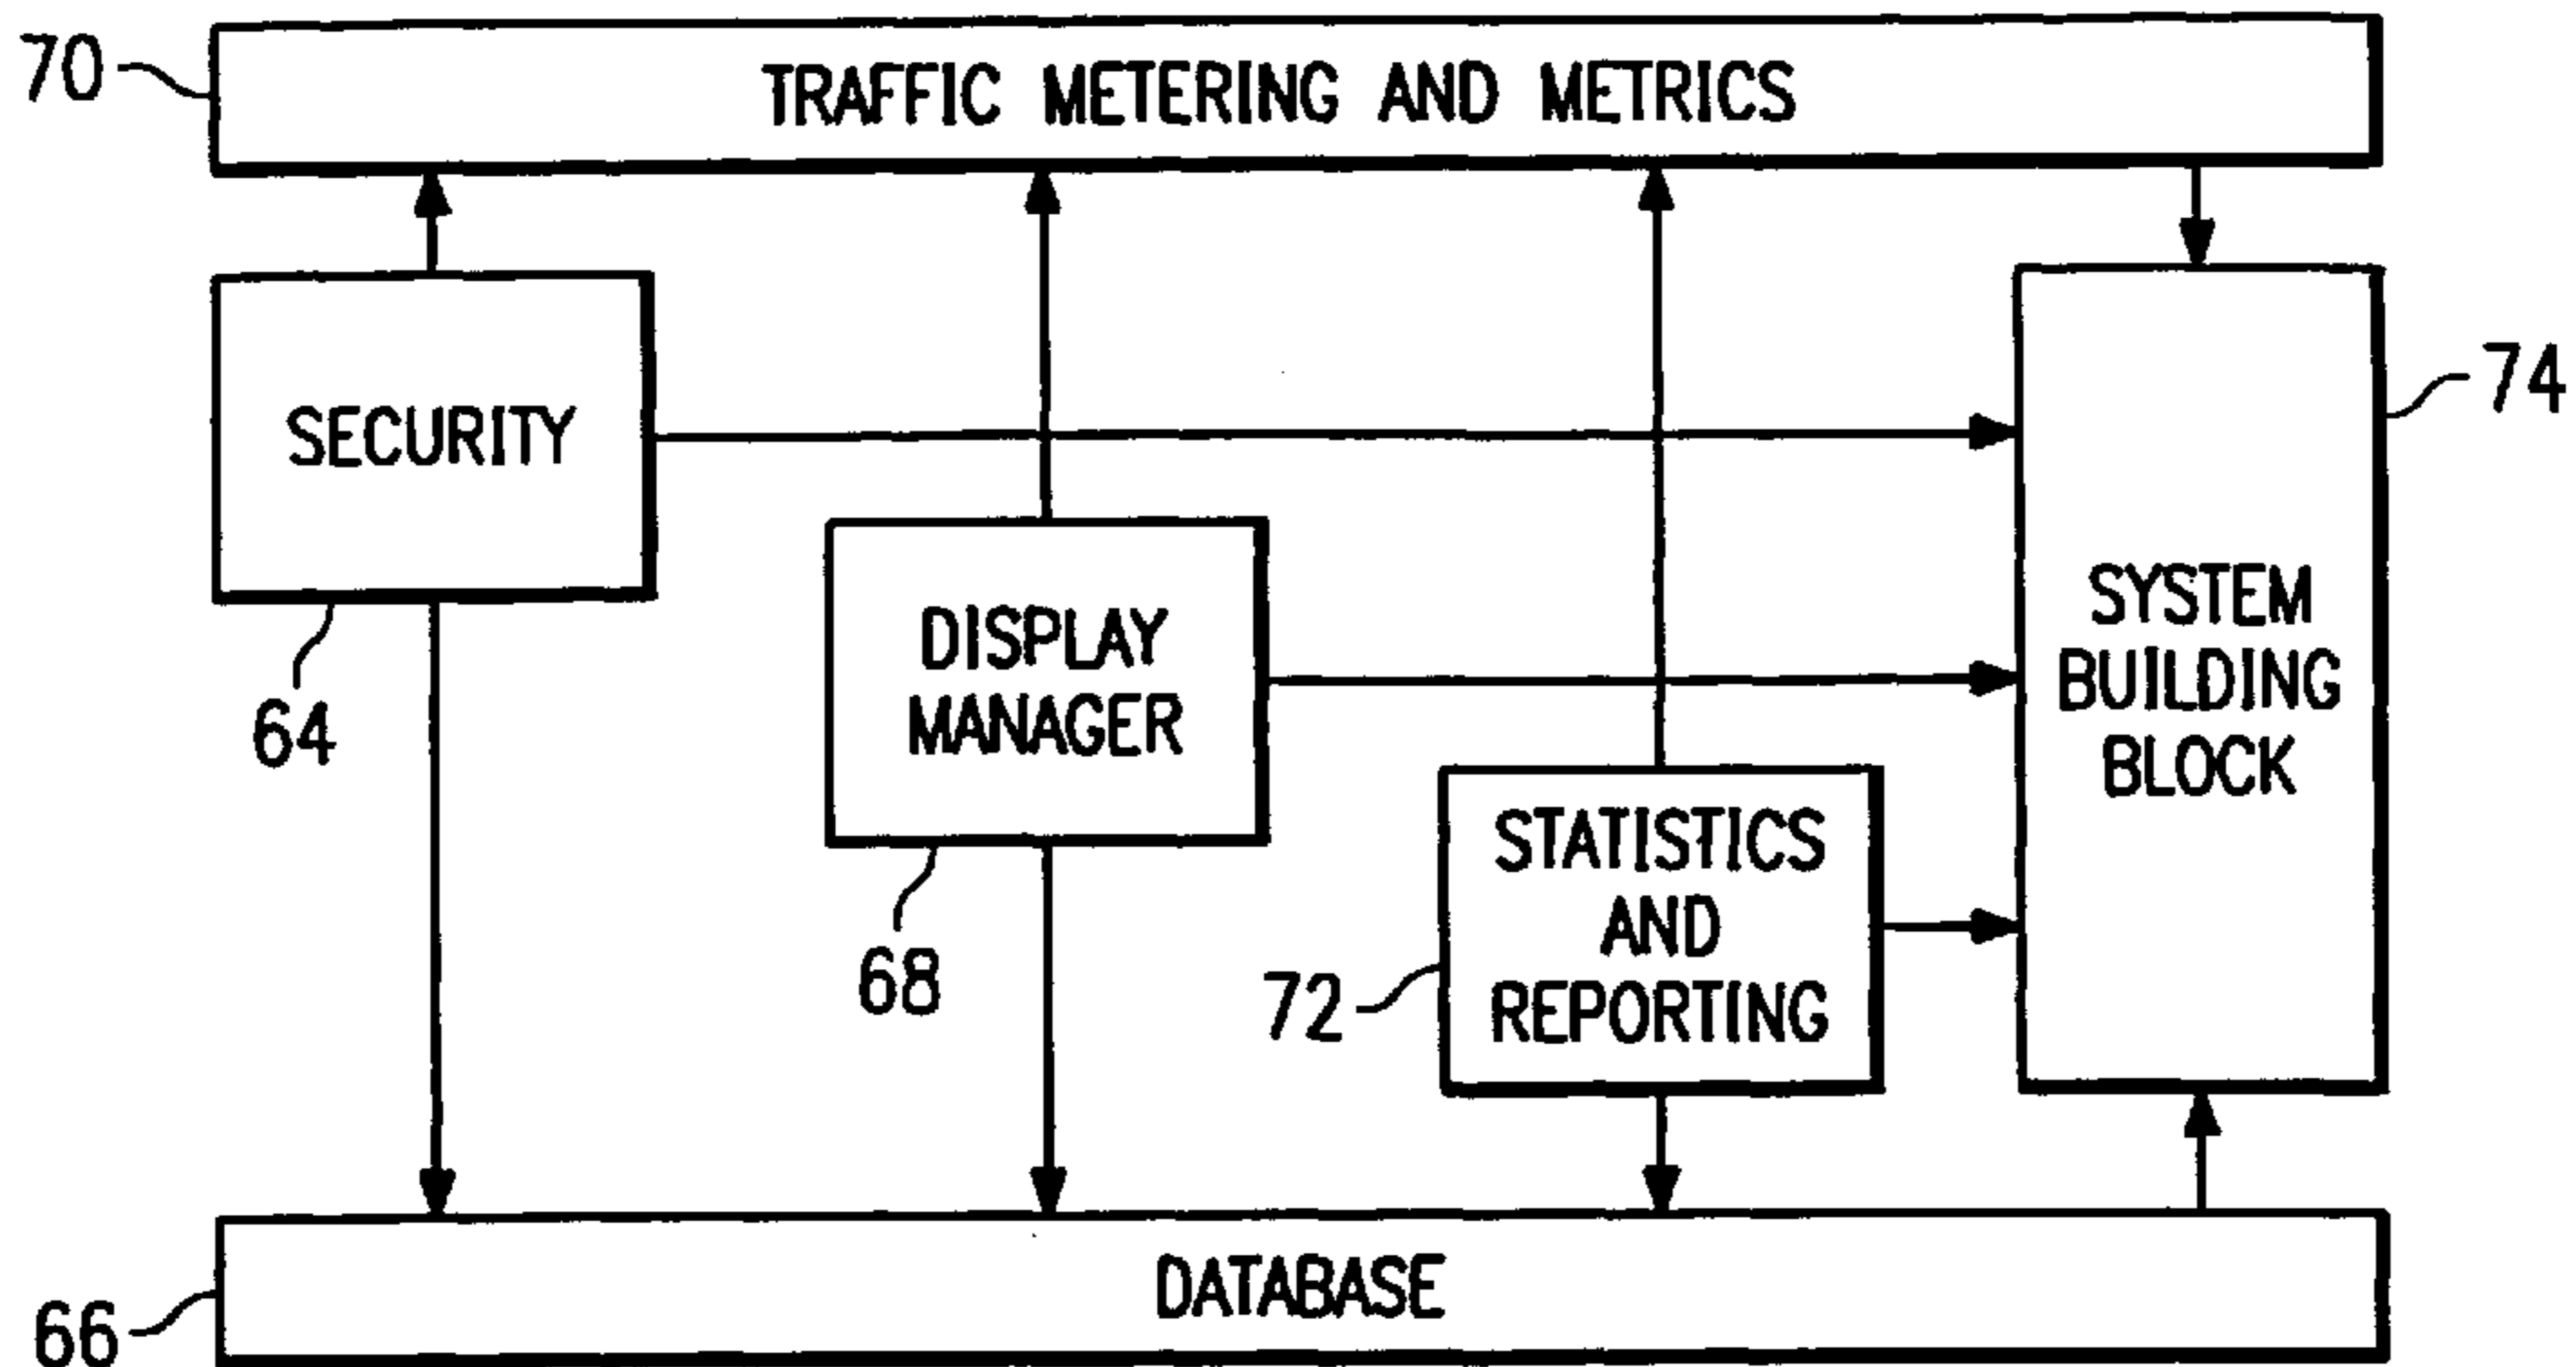 70
TRAFFIC METERING AND METRICS
SECURITY
74
64
DISPLAY
MANAGER
68
SYSTEM
BUILDING
BLOCK
STATISTICS
AND
REPORTING
72
DATABASE
66